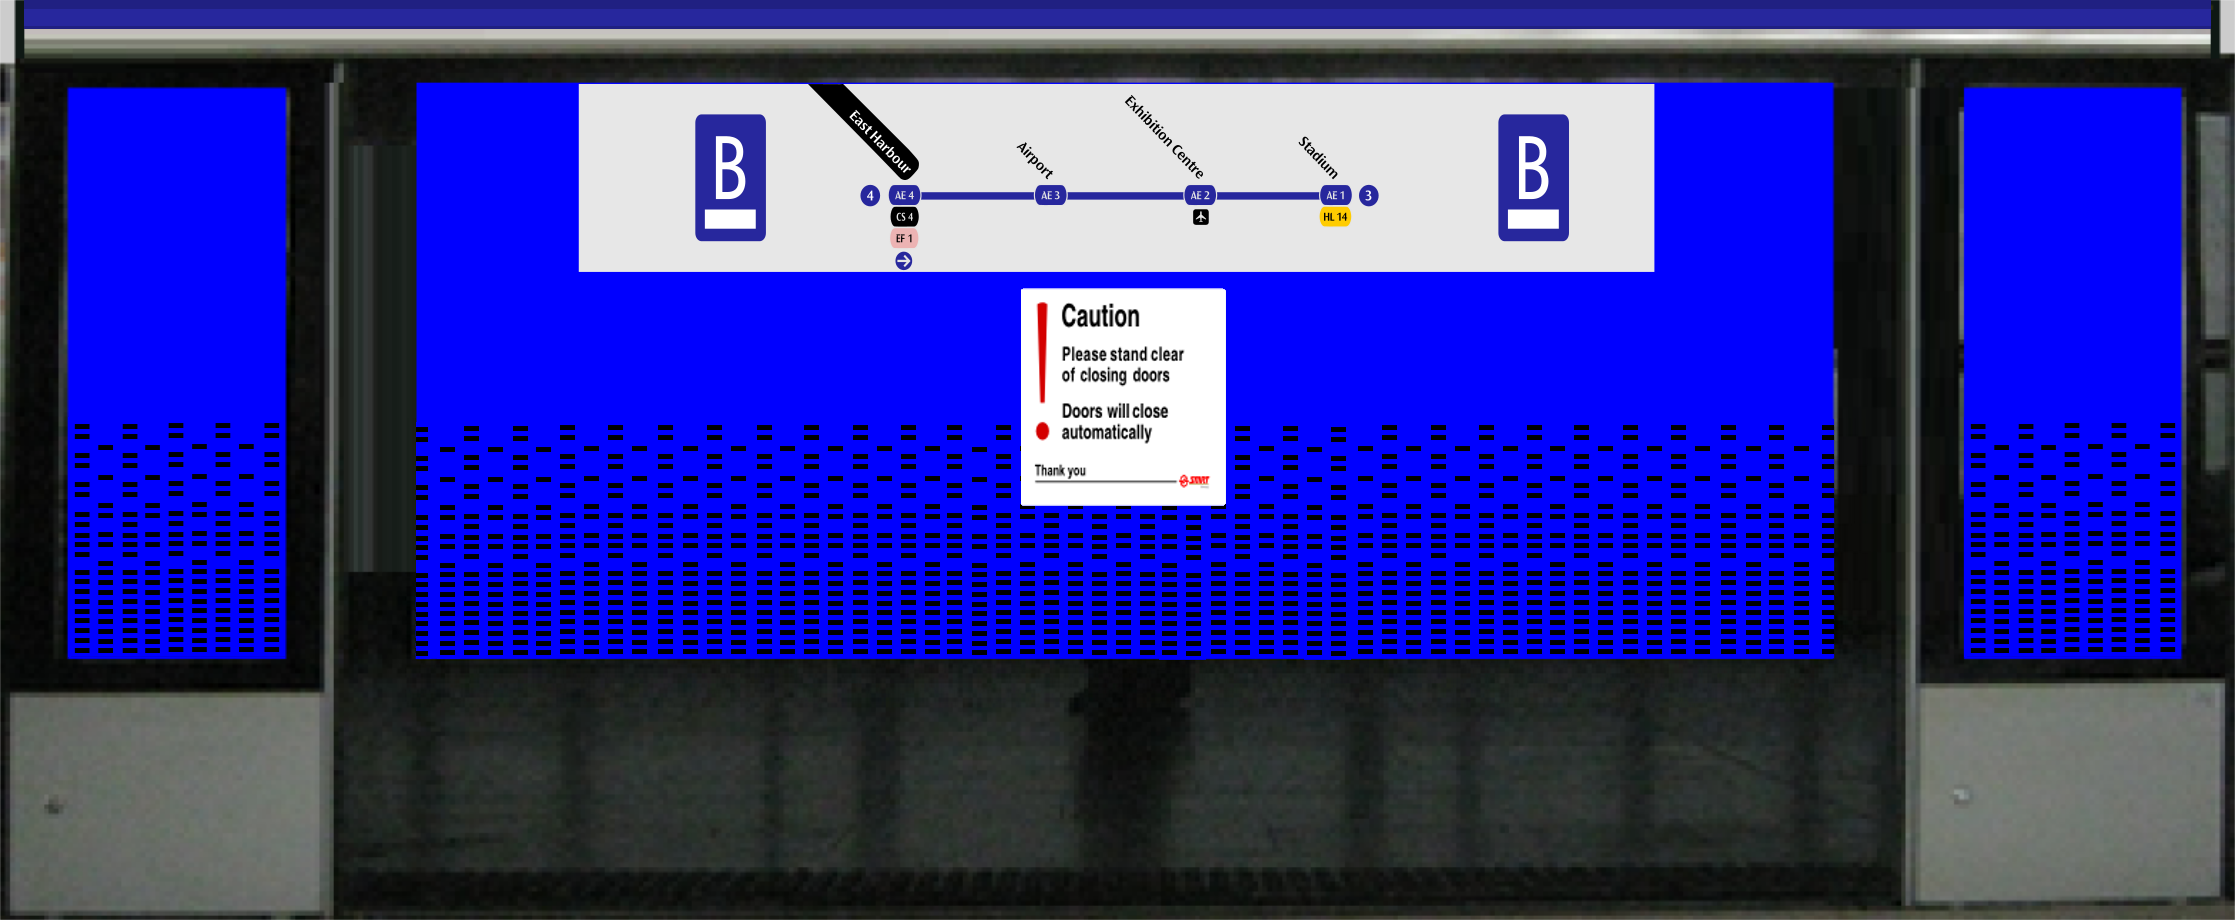 B
East Harbour
Airport
Exhibition Centre
Stadium
B
4
AE 4
AE 3
AE 2
AE 1
3
CS 4
HL 14
EF 1
Caution
Please stand clear
of closing doors
Doors will close
automatically
Thank you
SMRT